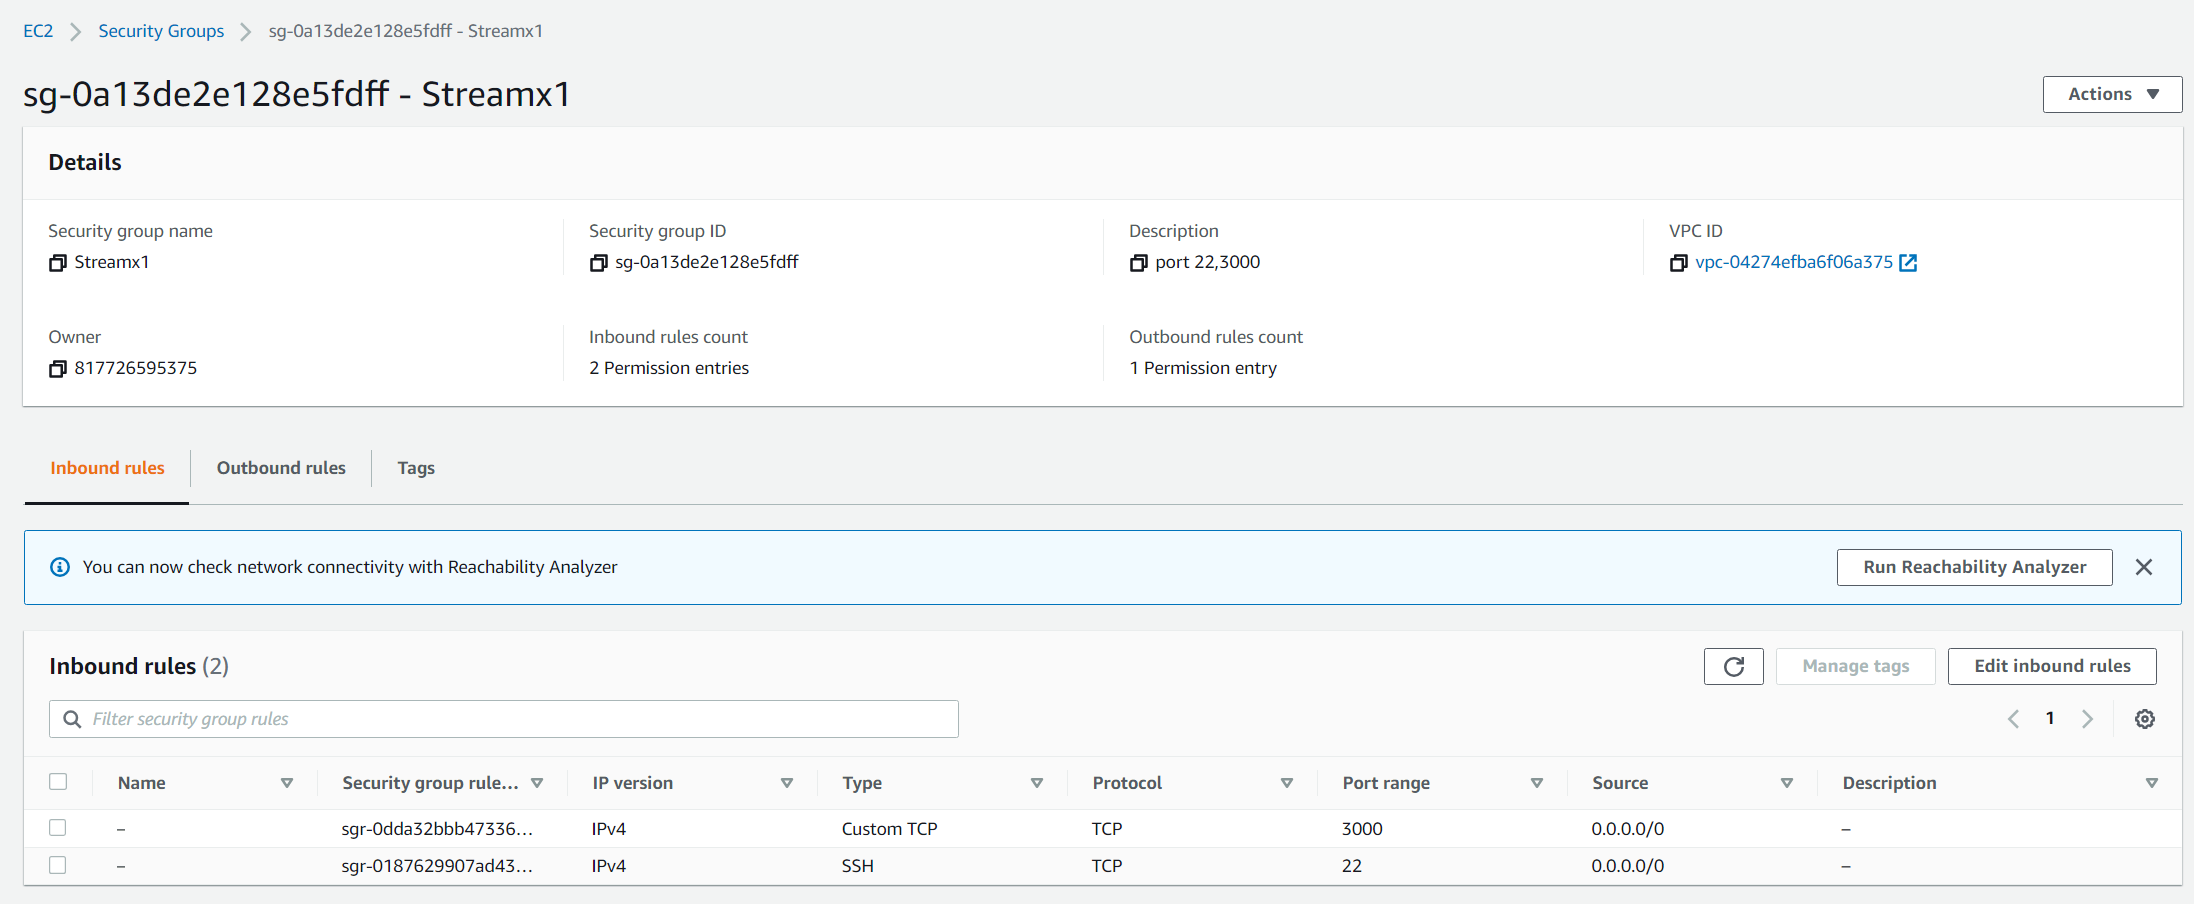 EC2 > Security Groups > sg-0a13de2e128e5fdff - Streamx1
sg-0a13de2e128e5fdff - Streamx1
Actions
Details
Security group name
Streamx1
Security group ID
sg-0a13de2e128e5fdff
Description
port 22,3000
VPC ID
vpc-04274efba6f06a375
Owner
817726595375
Inbound rules count
2 Permission entries
Outbound rules count
1 Permission entry
Inbound rules Outbound rules Tags
You can now check network connectivity with Reachability Analyzer Run Reachability Analyzer
Inbound rules (2) Manage tags Edit inbound rules
Filter security group rules 1
Name Security group rule... IP version Type Protocol Port range Source Description
– sgr-0dda32bbb47336... IPv4 Custom TCP TCP 3000 0.0.0.0/0 –
– sgr-0187629907ad43... IPv4 SSH TCP 22 0.0.0.0/0 –